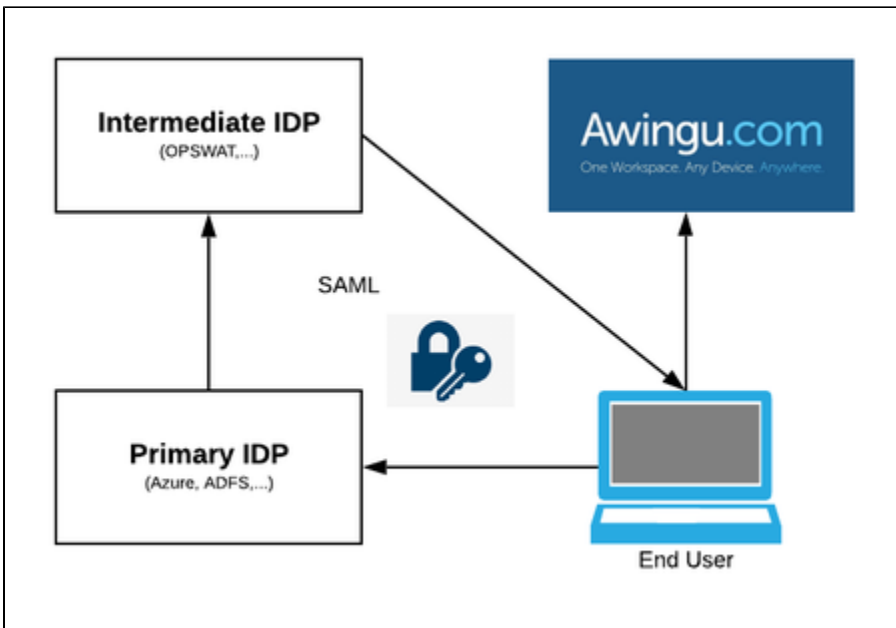 Intermediate IDP
(OPSWAT,...)
Awingu.com
One Workspace. Any Device. Anywhere.
SAML
Primary IDP
(Azure, ADFS,...)
End User